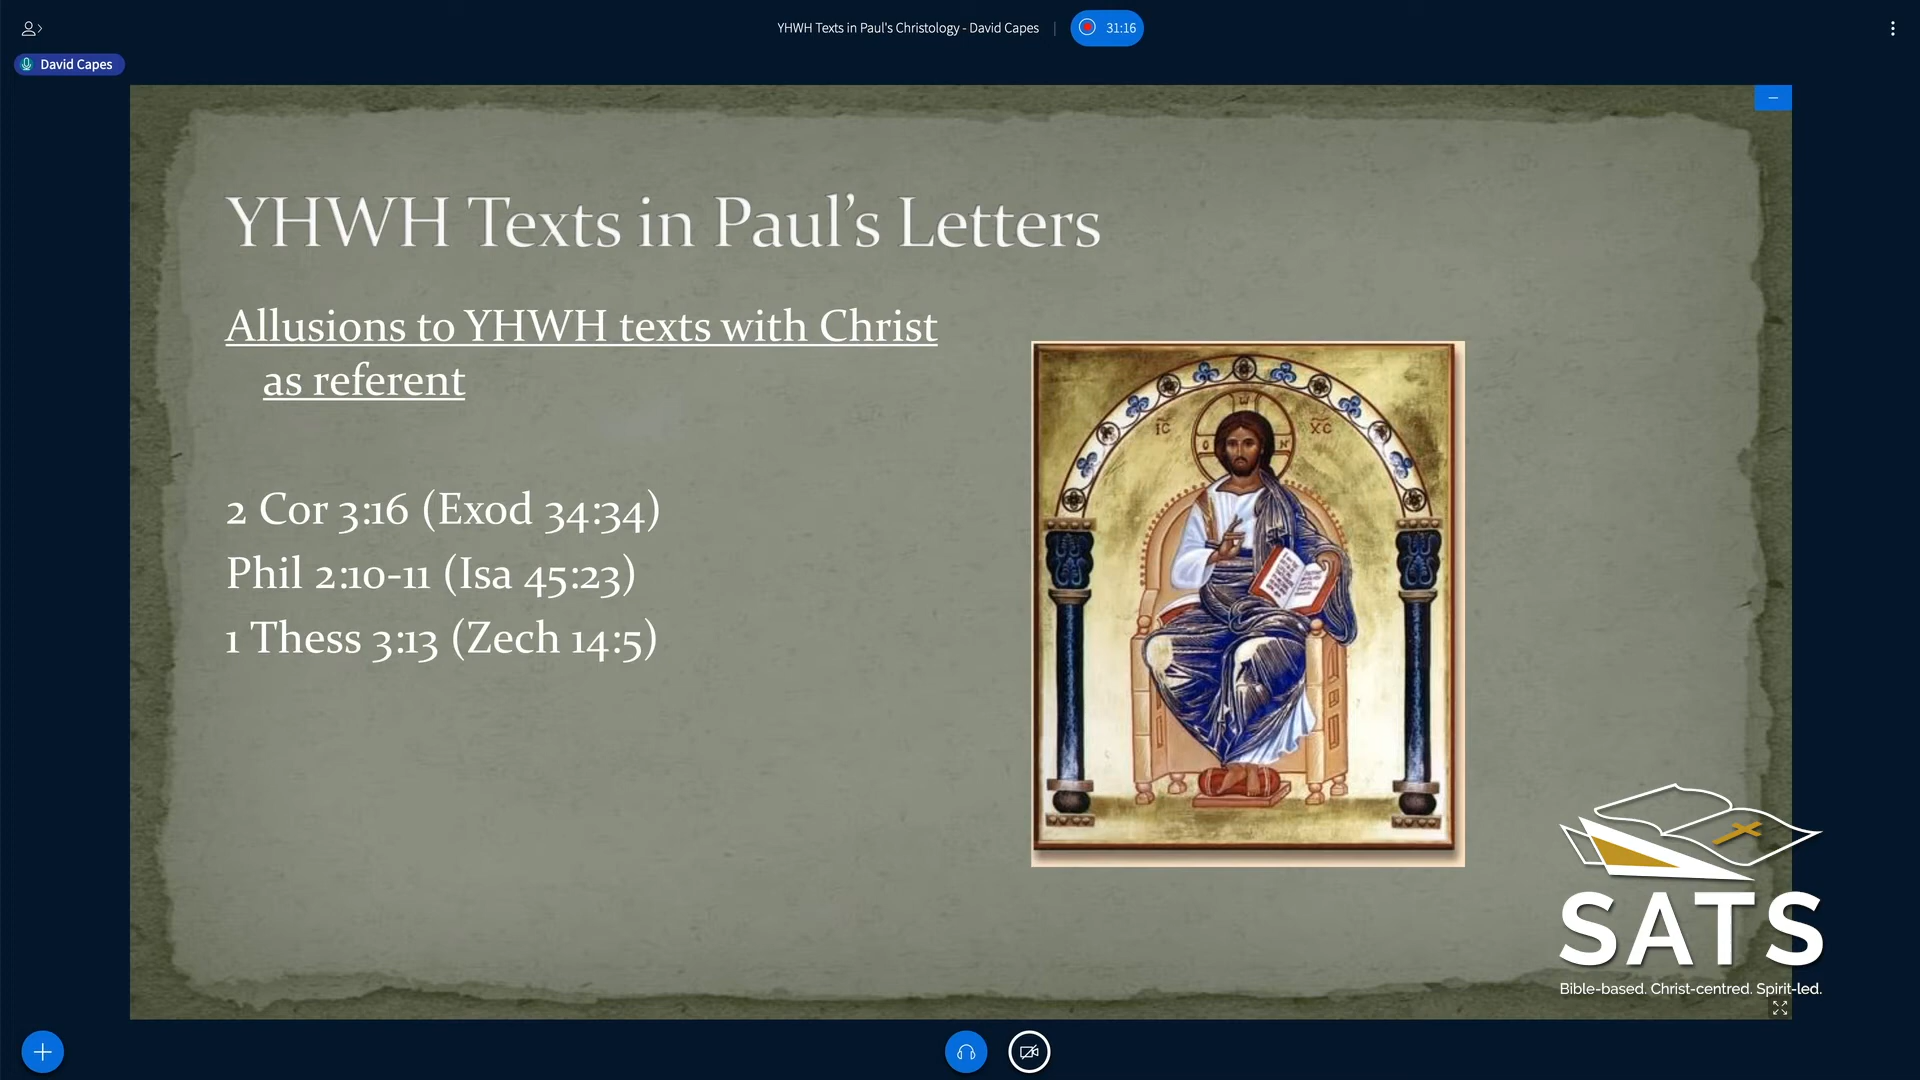 YHWH Texts in Paul's Christology - David Capes
31:16
David Capes
YHWH Texts in Paul’s Letters
Allusions to YHWH texts with Christ
as referent
2 Cor 3:16 (Exod 34:34)
Phil 2:10-11 (Isa 45:23)
1 Thess 3:13 (Zech 14:5)
IC XC
SATS
Bible-based. Christ-centred. Spirit-led.